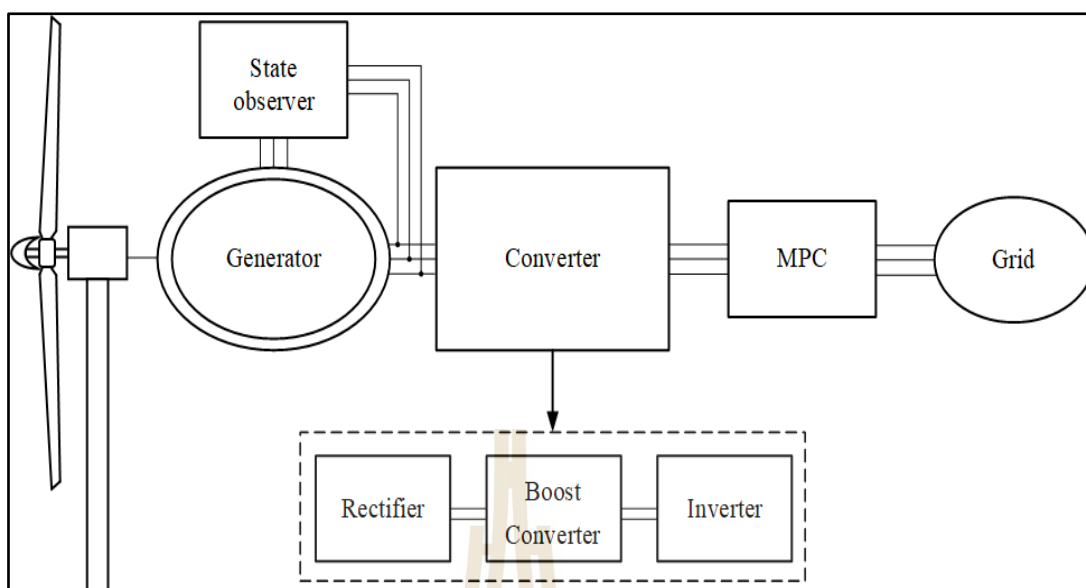 State
observer
Generator
Converter
MPC
Grid
Rectifier
Boost
Converter
Inverter